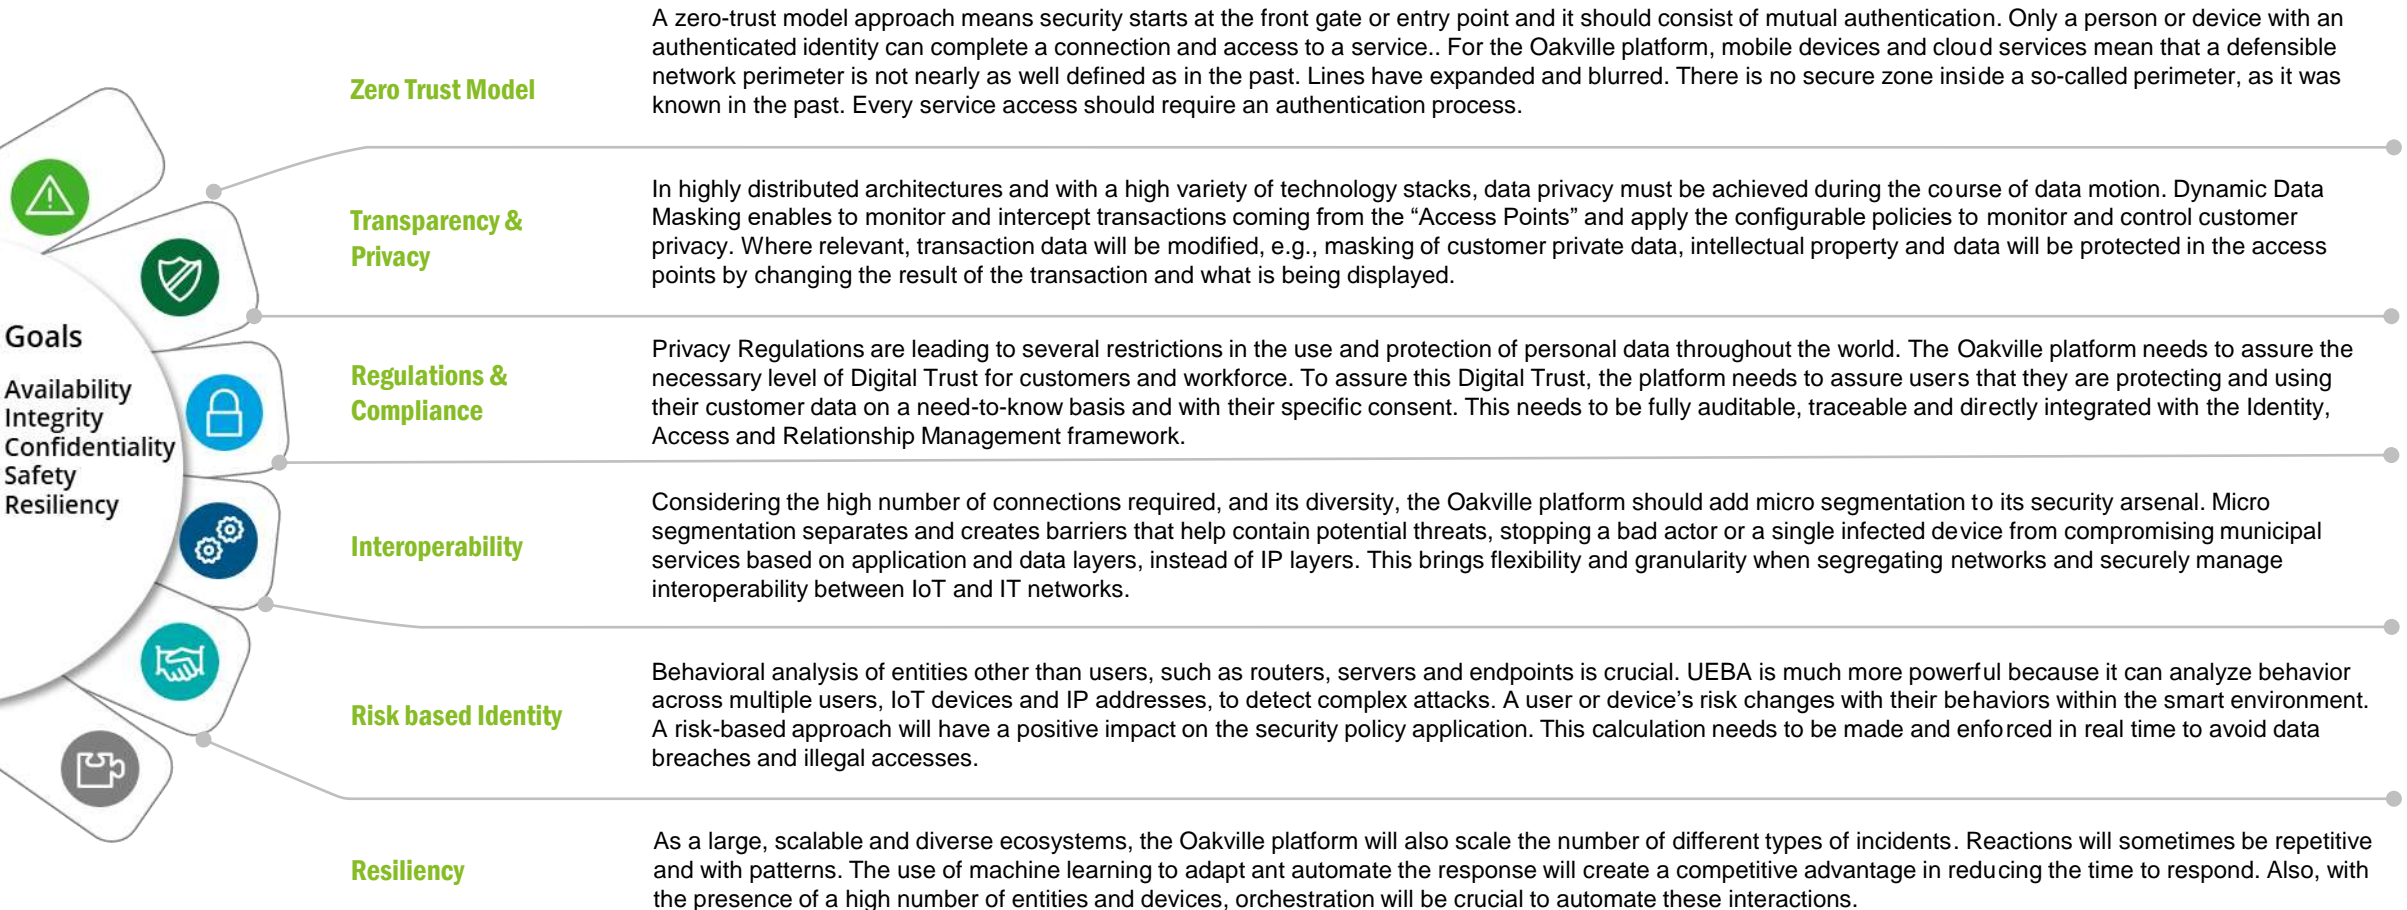 Goals
Availability
Integrity
Confidentiality
Safety
Resiliency
Zero Trust Model
A zero-trust model approach means security starts at the front gate or entry point and it should consist of mutual authentication. Only a person or device with an
authenticated identity can complete a connection and access to a service.. For the Oakville platform, mobile devices and cloud services mean that a defensible
network perimeter is not nearly as well defined as in the past. Lines have expanded and blurred. There is no secure zone inside a so-called perimeter, as it was
known in the past. Every service access should require an authentication process.
Transparency &
Privacy
In highly distributed architectures and with a high variety of technology stacks, data privacy must be achieved during the course of data motion. Dynamic Data
Masking enables to monitor and intercept transactions coming from the “Access Points” and apply the configurable policies to monitor and control customer
privacy. Where relevant, transaction data will be modified, e.g., masking of customer private data, intellectual property and data will be protected in the access
points by changing the result of the transaction and what is being displayed.
Regulations &
Compliance
Privacy Regulations are leading to several restrictions in the use and protection of personal data throughout the world. The Oakville platform needs to assure the
necessary level of Digital Trust for customers and workforce. To assure this Digital Trust, the platform needs to assure users that they are protecting and using
their customer data on a need-to-know basis and with their specific consent. This needs to be fully auditable, traceable and directly integrated with the Identity,
Access and Relationship Management framework.
Interoperability
Considering the high number of connections required, and its diversity, the Oakville platform should add micro segmentation to its security arsenal. Micro
segmentation separates and creates barriers that help contain potential threats, stopping a bad actor or a single infected device from compromising municipal
services based on application and data layers, instead of IP layers. This brings flexibility and granularity when segregating networks and securely manage
interoperability between IoT and IT networks.
Risk based Identity
Behavioral analysis of entities other than users, such as routers, servers and endpoints is crucial. UEBA is much more powerful because it can analyze behavior
across multiple users, IoT devices and IP addresses, to detect complex attacks. A user or device’s risk changes with their behaviors within the smart environment.
A risk-based approach will have a positive impact on the security policy application. This calculation needs to be made and enforced in real time to avoid data
breaches and illegal accesses.
Resiliency
As a large, scalable and diverse ecosystems, the Oakville platform will also scale the number of different types of incidents. Reactions will sometimes be repetitive
and with patterns. The use of machine learning to adapt ant automate the response will create a competitive advantage in reducing the time to respond. Also, with
the presence of a high number of entities and devices, orchestration will be crucial to automate these interactions.